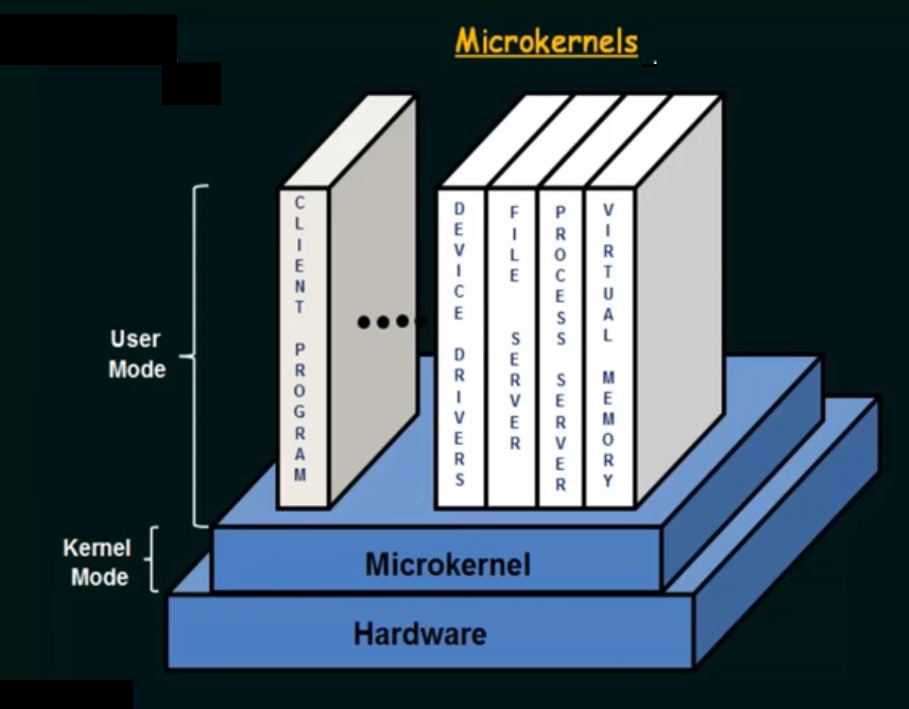 Microkernels
CLIENT PROGRAM
DEVICE DRIVERS
FILE SERVER
PROCESS SERVER
VIRTUAL MEMORY
User
Mode
Kernel
Mode
Microkernel
Hardware